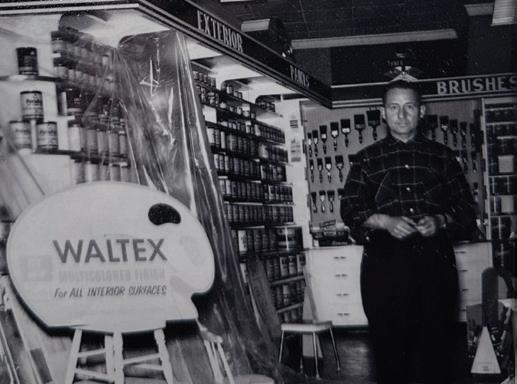 EXTERIOR
PAINTS
BRUSHES
WALTEX
MULTICOLORED FINISH
For ALL INTERIOR SURFACES